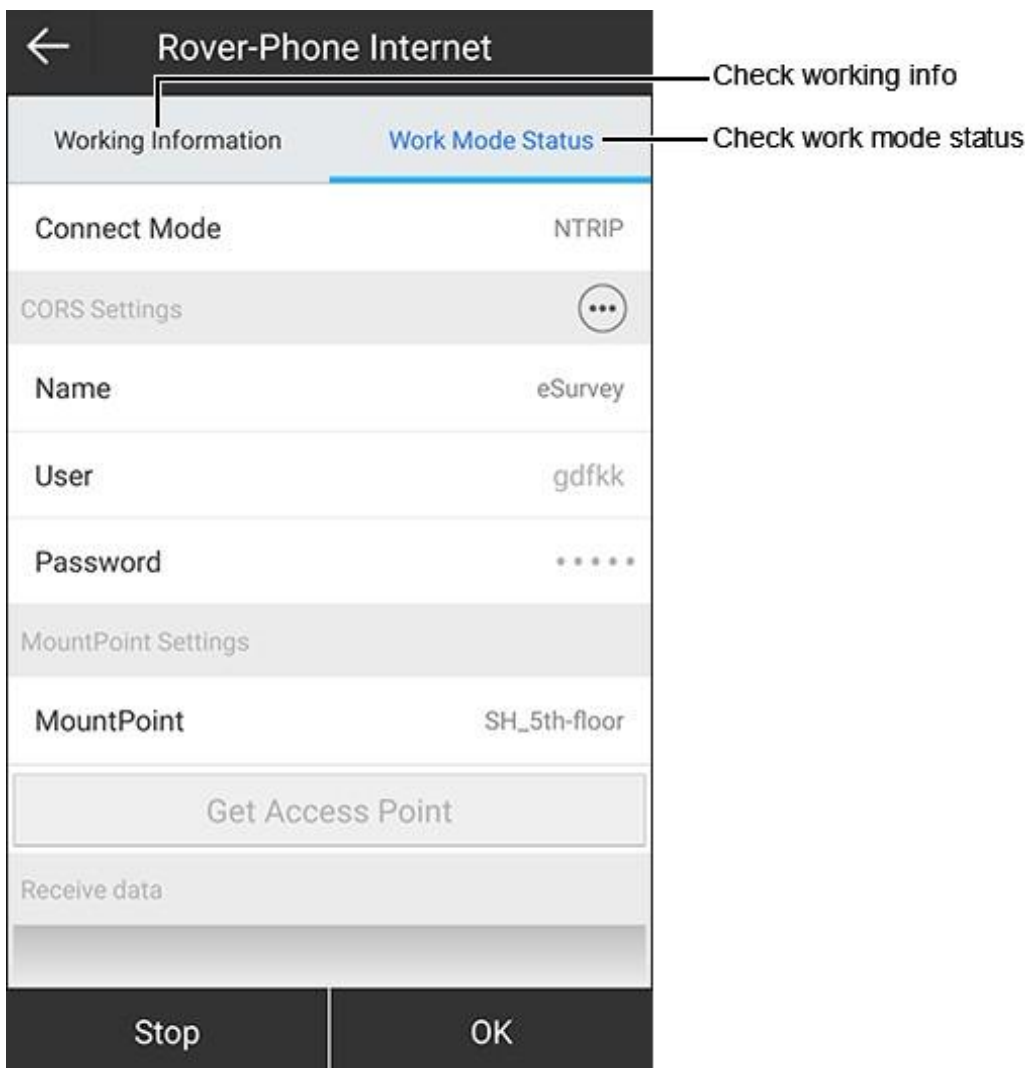 Rover-Phone Internet
Check working info
Working Information
Work Mode Status
Check work mode status
Connect Mode
NTRIP
CORS Settings
Name
eSurvey
User
gdfkk
Password
•••••
MountPoint Settings
MountPoint
SH_5th-floor
Get Access Point
Receive data
Stop
OK